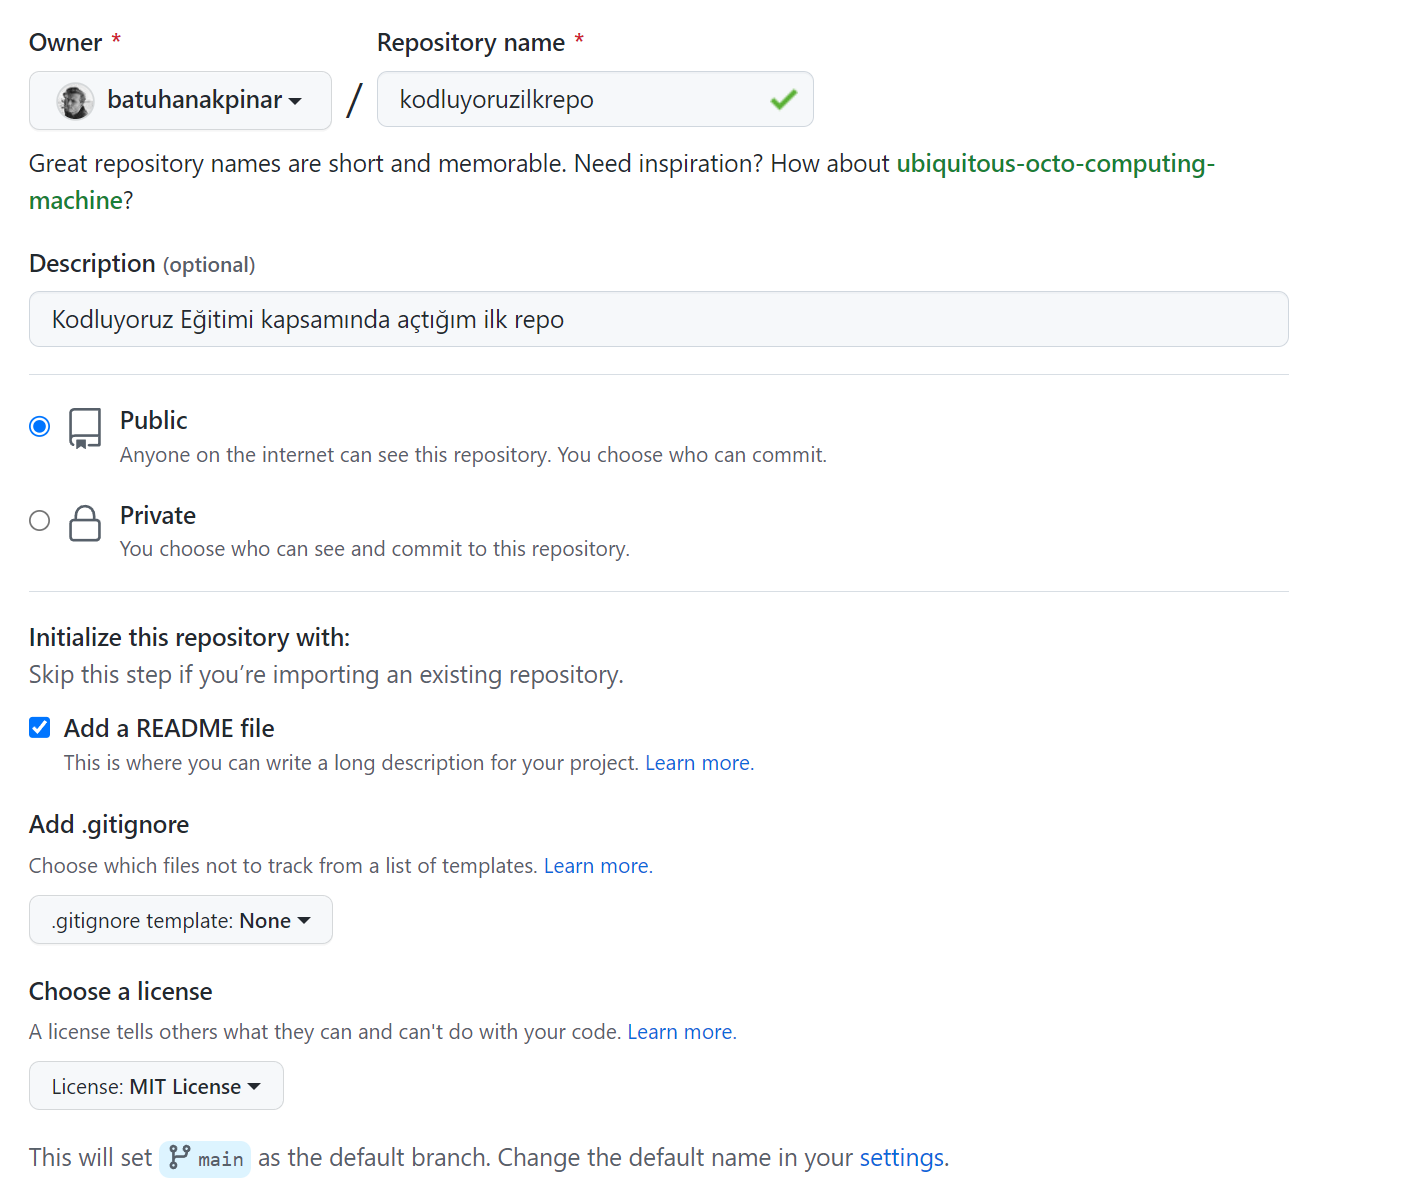 Owner * Repository name *
batuhanakpinar / kodluyoruzilkrepo
Great repository names are short and memorable. Need inspiration? How about ubiquitous-octo-computing-
machine?
Description (optional)
Kodluyoruz Eğitimi kapsamında açtığım ilk repo
Public
Anyone on the internet can see this repository. You choose who can commit.
Private
You choose who can see and commit to this repository.
Initialize this repository with:
Skip this step if you’re importing an existing repository.
Add a README file
This is where you can write a long description for your project. Learn more.
Add .gitignore
Choose which files not to track from a list of templates. Learn more.
.gitignore template: None
Choose a license
A license tells others what they can and can't do with your code. Learn more.
License: MIT License
This will set main as the default branch. Change the default name in your settings.